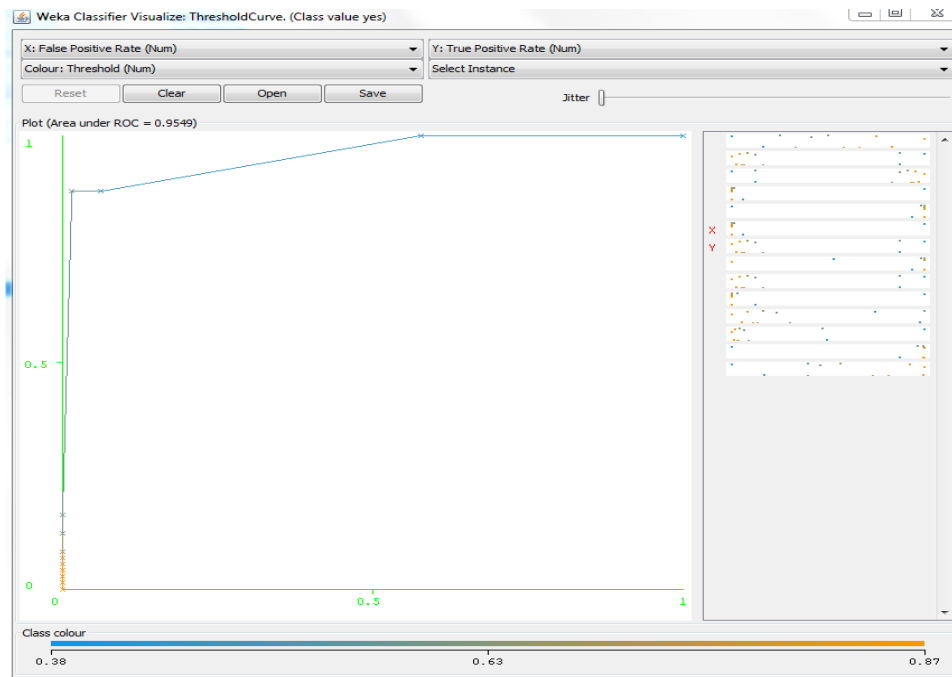 Weka Classifier Visualize: ThresholdCurve. (Class value yes)
X: False Positive Rate (Num)
Y: True Positive Rate (Num)
Colour: Threshold (Num)
Select Instance
Reset
Clear
Open
Save
Jitter
Plot (Area under ROC = 0.9549)
1
0.5
0
0
0.5
1
X
Y
Class colour
0.38
0.63
0.87